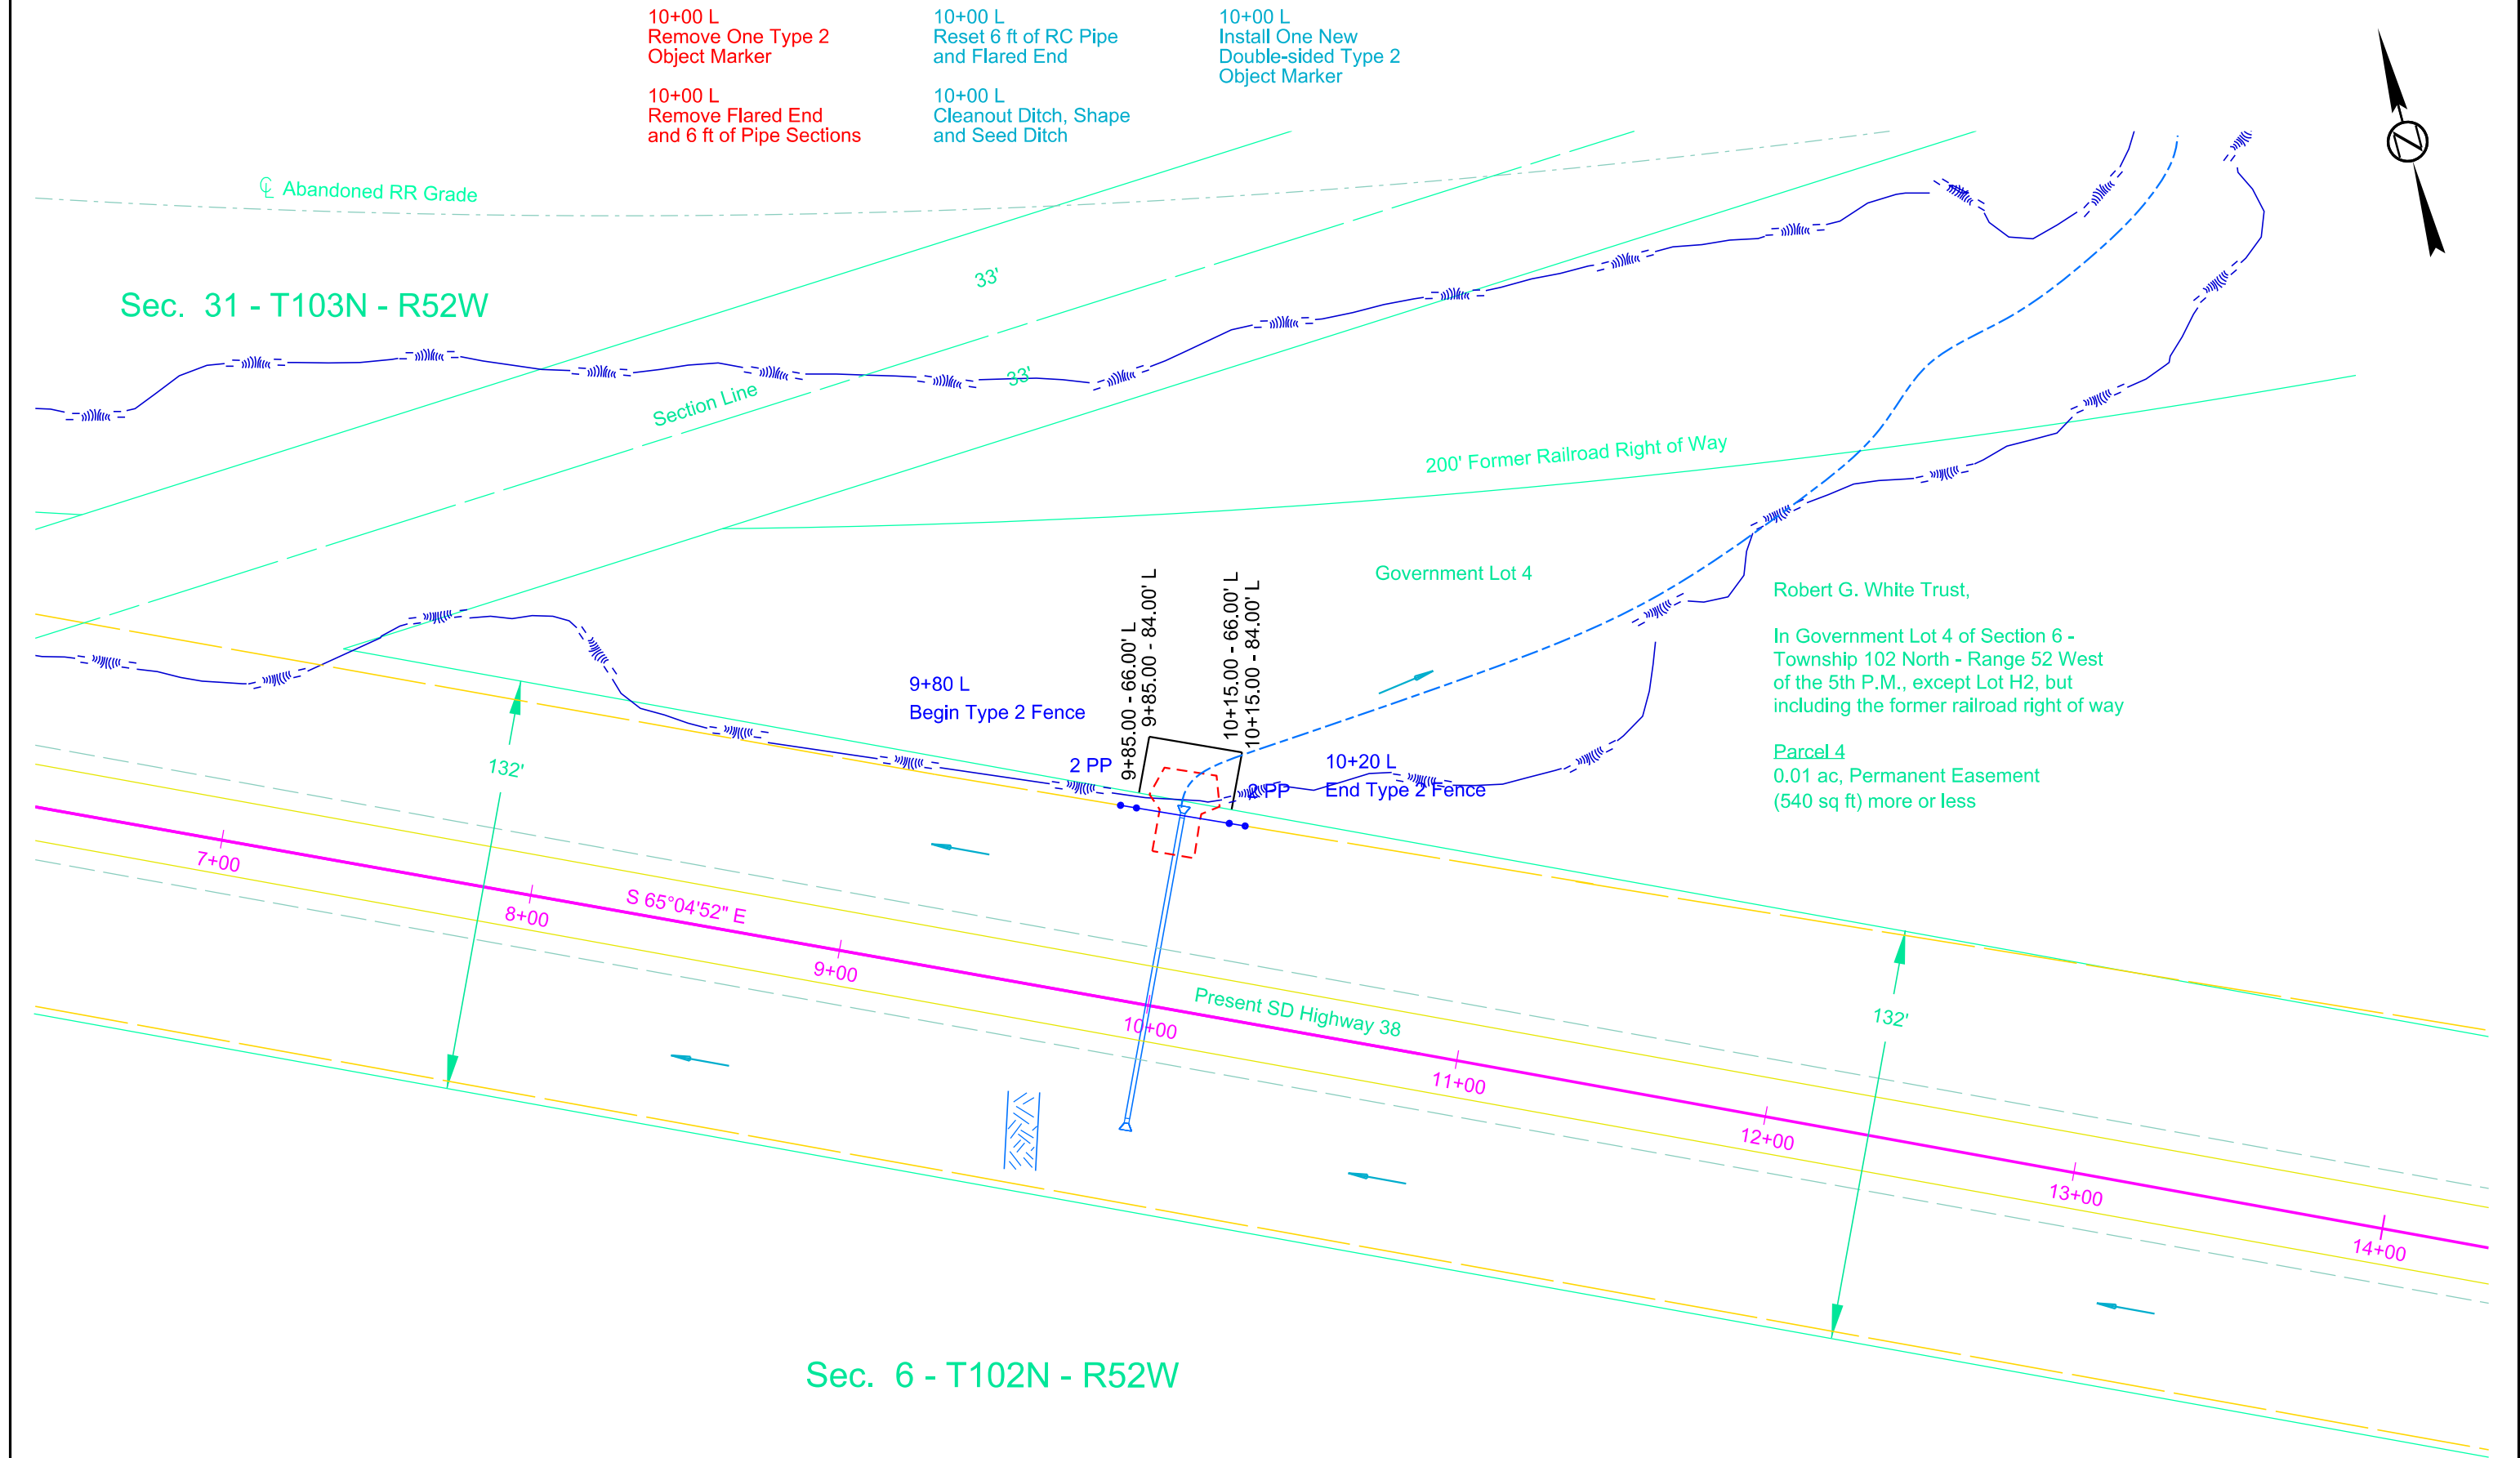 10+00 L
Remove One Type 2
Object Marker
10+00 L
Remove Flared End
and 6 ft of Pipe Sections
10+00 L
Reset 6 ft of RC Pipe
and Flared End
10+00 L
Cleanout Ditch, Shape
and Seed Ditch
10+00 L
Install One New
Double-sided Type 2
Object Marker
N
℄ Abandoned RR Grade
Sec. 31 - T103N - R52W
33'
33'
Section Line
200' Former Railroad Right of Way
Government Lot 4
Robert G. White Trust,
In Government Lot 4 of Section 6 -
Township 102 North - Range 52 West
of the 5th P.M., except Lot H2, but
including the former railroad right of way
Parcel 4
0.01 ac, Permanent Easement
(540 sq ft) more or less
9+85.00 - 66.00' L
9+85.00 - 84.00' L
10+15.00 - 66.00' L
10+15.00 - 84.00' L
9+80 L
Begin Type 2 Fence
2 PP
2 PP
10+20 L
End Type 2 Fence
132'
132'
7+00
8+00
S 65°04'52" E
9+00
10+00
Present SD Highway 38
11+00
12+00
13+00
14+00
Sec. 6 - T102N - R52W